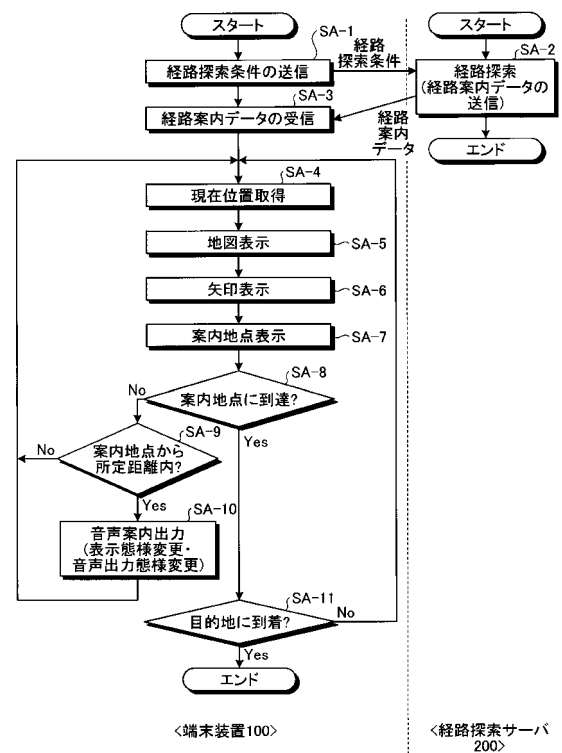 スタート
SA-1
経路探索条件の送信
経路
探索条件
スタート
SA-2
経路探索
(経路案内データの
送信)
エンド
SA-3
経路案内データの受信
経路
案内
データ
SA-4
現在位置取得
地図表示
SA-5
矢印表示
SA-6
案内地点表示
SA-7
SA-8
案内地点に到達?
No
Yes
SA-9
案内地点から
所定距離内?
No
Yes
SA-10
音声案内出力
(表示態様変更・
音声出力態様変更)
SA-11
目的地に到着?
No
Yes
エンド
<端末装置100>
<経路探索サーバ
200>